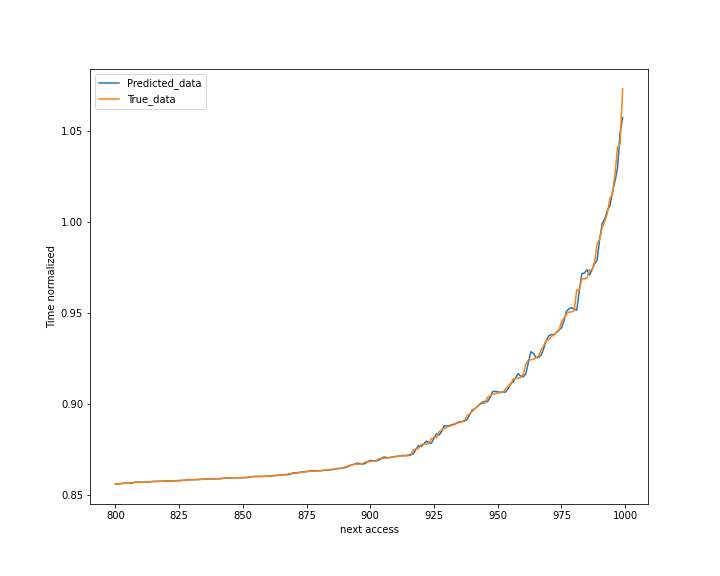 Predicted_data
True_data
1.05
1.00
0.95
0.90
0.85
Time normalized
800 825 850 875 900 925 950 975 1000
next access